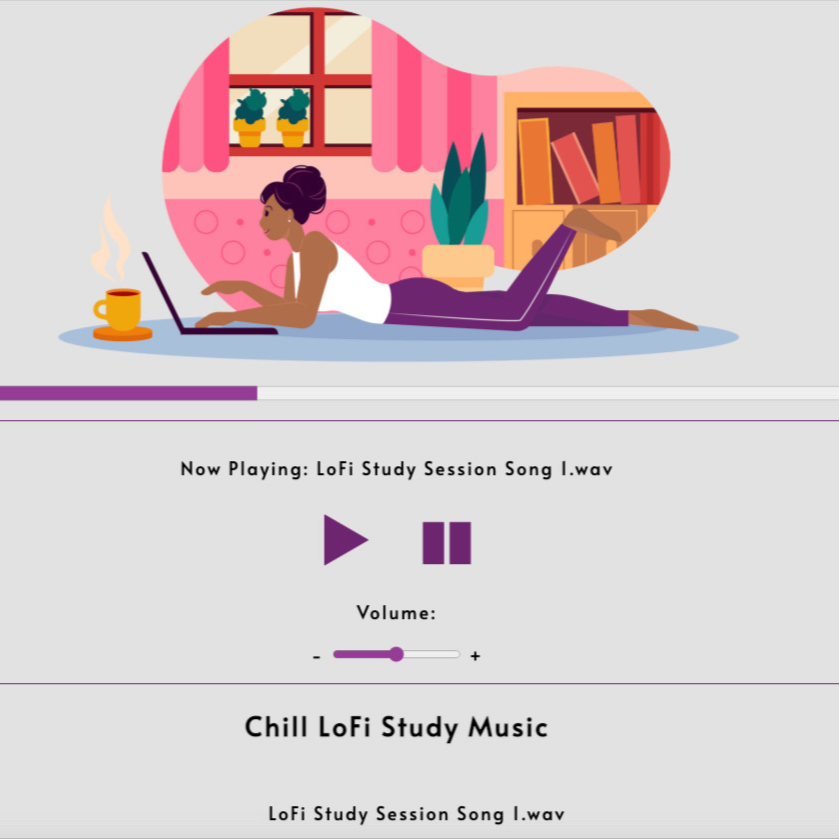 Now Playing: LoFi Study Session Song 1.wav
Volume:
- +
Chill LoFi Study Music
LoFi Study Session Song 1.wav